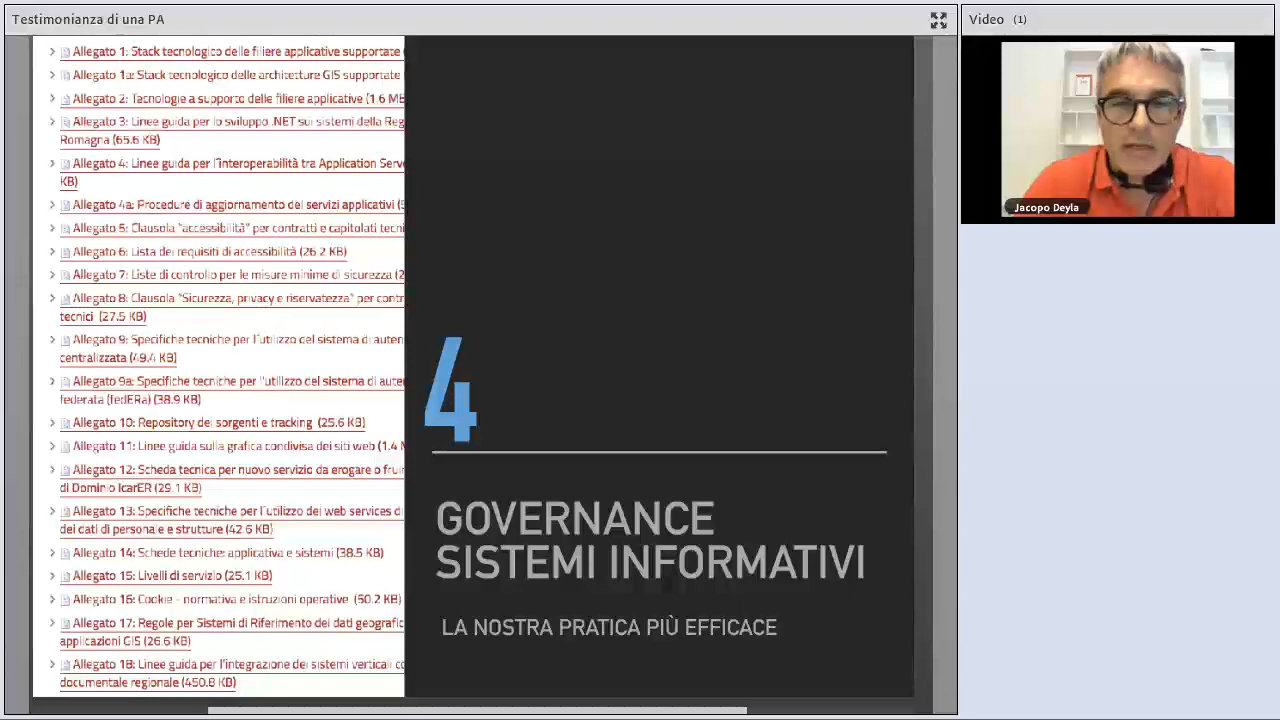 Testimonianza di una PA
Video (1)
Allegato 1: Stack tecnologico delle filiere applicative supportate
Allegato 1a: Stack tecnologico delle architetture GIS supportate
Allegato 2: Tecnologie a supporto delle filiere applicative (1.6 MB
Allegato 3: Linee guida per lo sviluppo .NET sui sistemi della Reg
Romagna (65.6 KB)
Allegato 4: Linee guida per l'interoperabilità tra Application Serve
KB)
Allegato 4a: Procedure di aggiornamento dei servizi applicativi
Allegato 5: Clausola "accessibilità" per contratti e capitolati tecni
Allegato 6: Lista dei requisiti di accessibilità (26.2 KB)
Allegato 7: Liste di controllo per le misure minime di sicurezza (2
Allegato 8: Clausola "Sicurezza, privacy e riservatezza" per contr
tecnici (27.5 KB)
Allegato 9: Specifiche tecniche per l'utilizzo del sistema di auten
centralizzata (49.4 KB)
Allegato 9a: Specifiche tecniche per l'utilizzo del sistema di aute
federata (fedERa) (38.9 KB)
Allegato 10: Repository dei sorgenti e tracking (25.6 KB)
Allegato 11: Linee guida sulla grafica condivisa dei siti web (1.4 M
Allegato 12: Scheda tecnica per nuovo servizio da erogare o frui
di Dominio IcarER (29.1 KB)
Allegato 13: Specifiche tecniche per l'utilizzo dei web services di
dei dati di personale e strutture (42.6 KB)
Allegato 14: Schede tecniche: applicativa e sistemi (38.5 KB)
Allegato 15: Livelli di servizio (25.1 KB)
Allegato 16: Cookie - normativa e istruzioni operative (50.2 KB)
Allegato 17: Regole per Sistemi di Riferimento dei dati geografic
applicazioni GIS (26.6 KB)
Allegato 18: Linee guida per l'integrazione dei sistemi verticali co
documentale regionale (450.8 KB)
4
GOVERNANCE
SISTEMI INFORMATIVI
LA NOSTRA PRATICA PIÙ EFFICACE
Jacopo Deyla